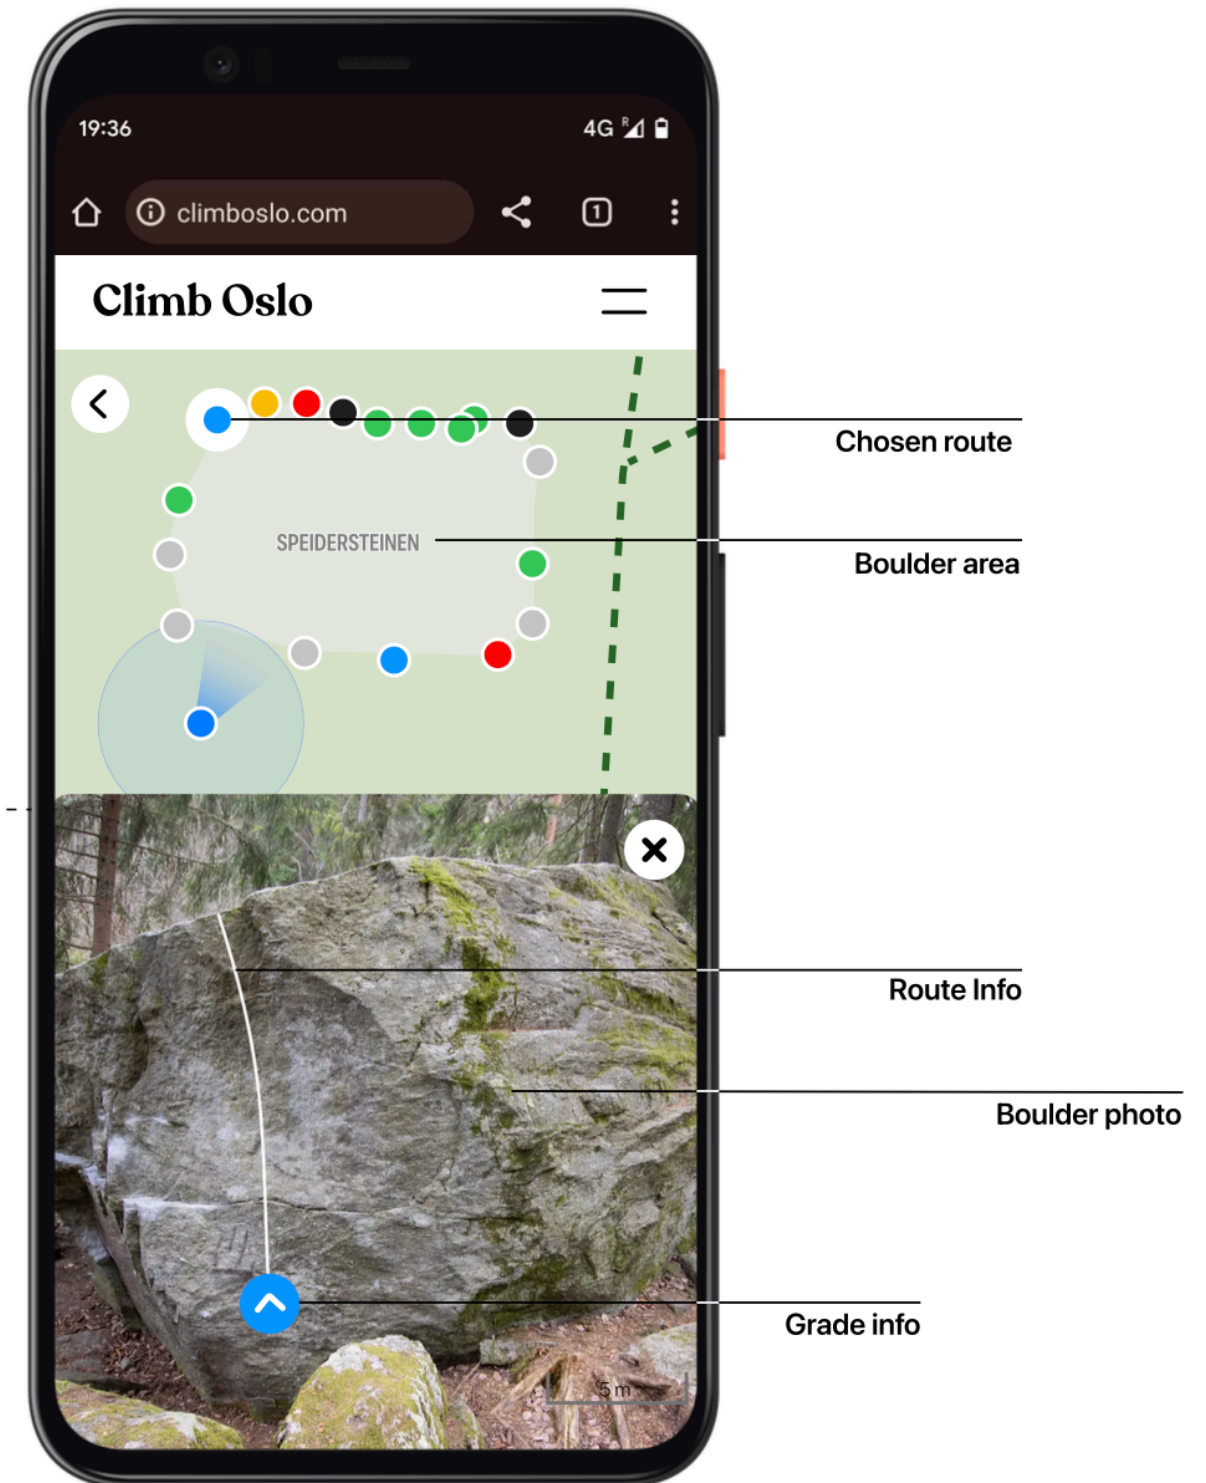 19:36
4G R
climboslo.com
1
Climb Oslo
Chosen route
SPEIDERSTEINEN
Boulder area
Route Info
Boulder photo
Grade info
5 m